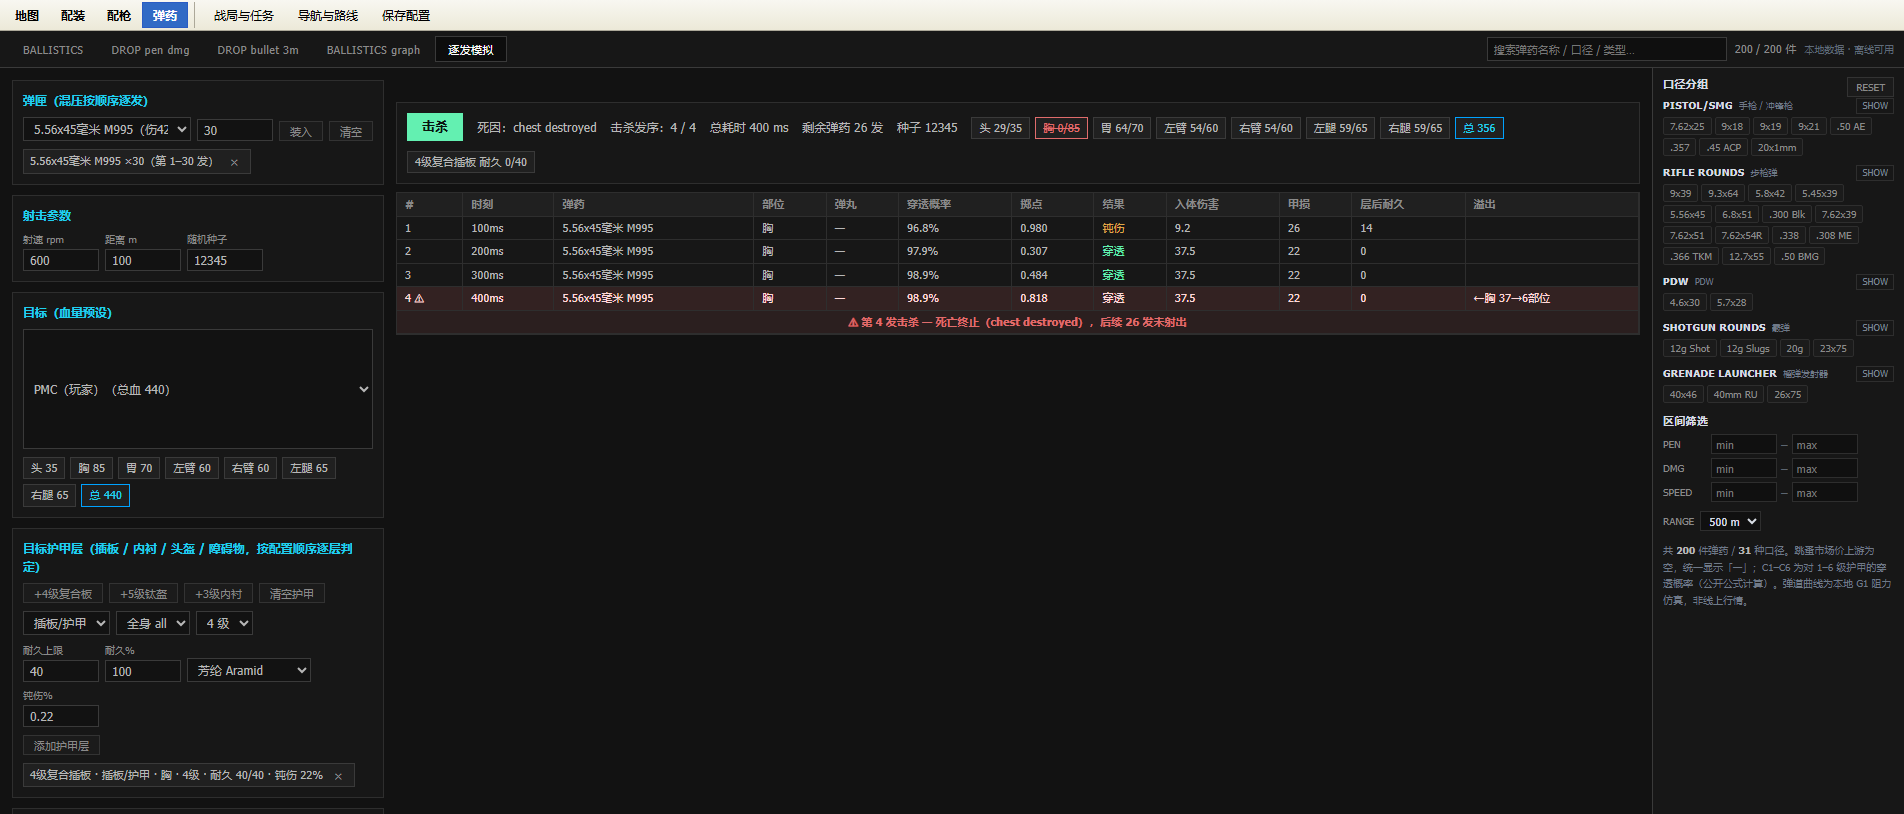 地图 配装 配枪 弹药 战局与任务 导航与路线 保存配置
BALLISTICS DROP pen dmg DROP bullet 3m BALLISTICS graph 逐发模拟 搜索弹药名称 / 口径 / 类型... 200 / 200 件 本地数据 · 离线可用
弹匣（混压按顺序逐发）
5.56x45毫米 M995（伤42 30 装入 清空
5.56x45毫米 M995 ×30（第 1–30 发） ×
射击参数
射速 rpm 距离 m 随机种子
600 100 12345
目标（血量预设）
PMC（玩家）（总血 440）
头 35 胸 85 胃 70 左臂 60 右臂 60 左腿 65
右腿 65 总 440
目标护甲层（插板 / 内衬 / 头盔 / 障碍物，按配置顺序逐层判
定）
+4级复合板 +5级钛盔 +3级内衬 清空护甲
插板/护甲 全身 all 4 级
耐久上限 耐久%
40 100 芳纶 Aramid
钝伤%
0.22
添加护甲层
4级复合插板 · 插板/护甲 · 胸 · 4级 · 耐久 40/40 · 钝伤 22% ×
击杀 死因：chest destroyed 击杀发序：4 / 4 总耗时 400 ms 剩余弹药 26 发 种子 12345 头 29/35 胸 0/85 胃 64/70 左臂 54/60 右臂 54/60 左腿 59/65 右腿 59/65 总 356
4级复合插板 耐久 0/40
# 时刻 弹药 部位 弹丸 穿透概率 掷点 结果 入体伤害 甲损 层后耐久 溢出
1 100ms 5.56x45毫米 M995 胸 — 96.8% 0.980 钝伤 9.2 26 14
2 200ms 5.56x45毫米 M995 胸 — 97.9% 0.307 穿透 37.5 22 0
3 300ms 5.56x45毫米 M995 胸 — 98.9% 0.484 穿透 37.5 22 0
4 ⚠ 400ms 5.56x45毫米 M995 胸 — 98.9% 0.818 穿透 37.5 22 0 ←胸 37→6部位
⚠ 第 4 发击杀 — 死亡终止（chest destroyed），后续 26 发未射出
口径分组 RESET
PISTOL/SMG 手枪 / 冲锋枪 SHOW
7.62x25 9x18 9x19 9x21 .50 AE
.357 .45 ACP 20x1mm
RIFLE ROUNDS 步枪弹 SHOW
9x39 9.3x64 5.8x42 5.45x39
5.56x45 6.8x51 .300 Blk 7.62x39
7.62x51 7.62x54R .338 .308 ME
.366 TKM 12.7x55 .50 BMG
PDW PDW SHOW
4.6x30 5.7x28
SHOTGUN ROUNDS 霰弹 SHOW
12g Shot 12g Slugs 20g 23x75
GRENADE LAUNCHER 榴弹发射器 SHOW
40x46 40mm RU 26x75
区间筛选
PEN min – max
DMG min – max
SPEED min – max
RANGE 500 m
共 200 件弹药 / 31 种口径。跳蚤市场价上游为
空，统一显示「—」；C1–C6 为对 1–6 级护甲的穿
透概率（公开公式计算）。弹道曲线为本地 G1 阻力
仿真，非线上行情。